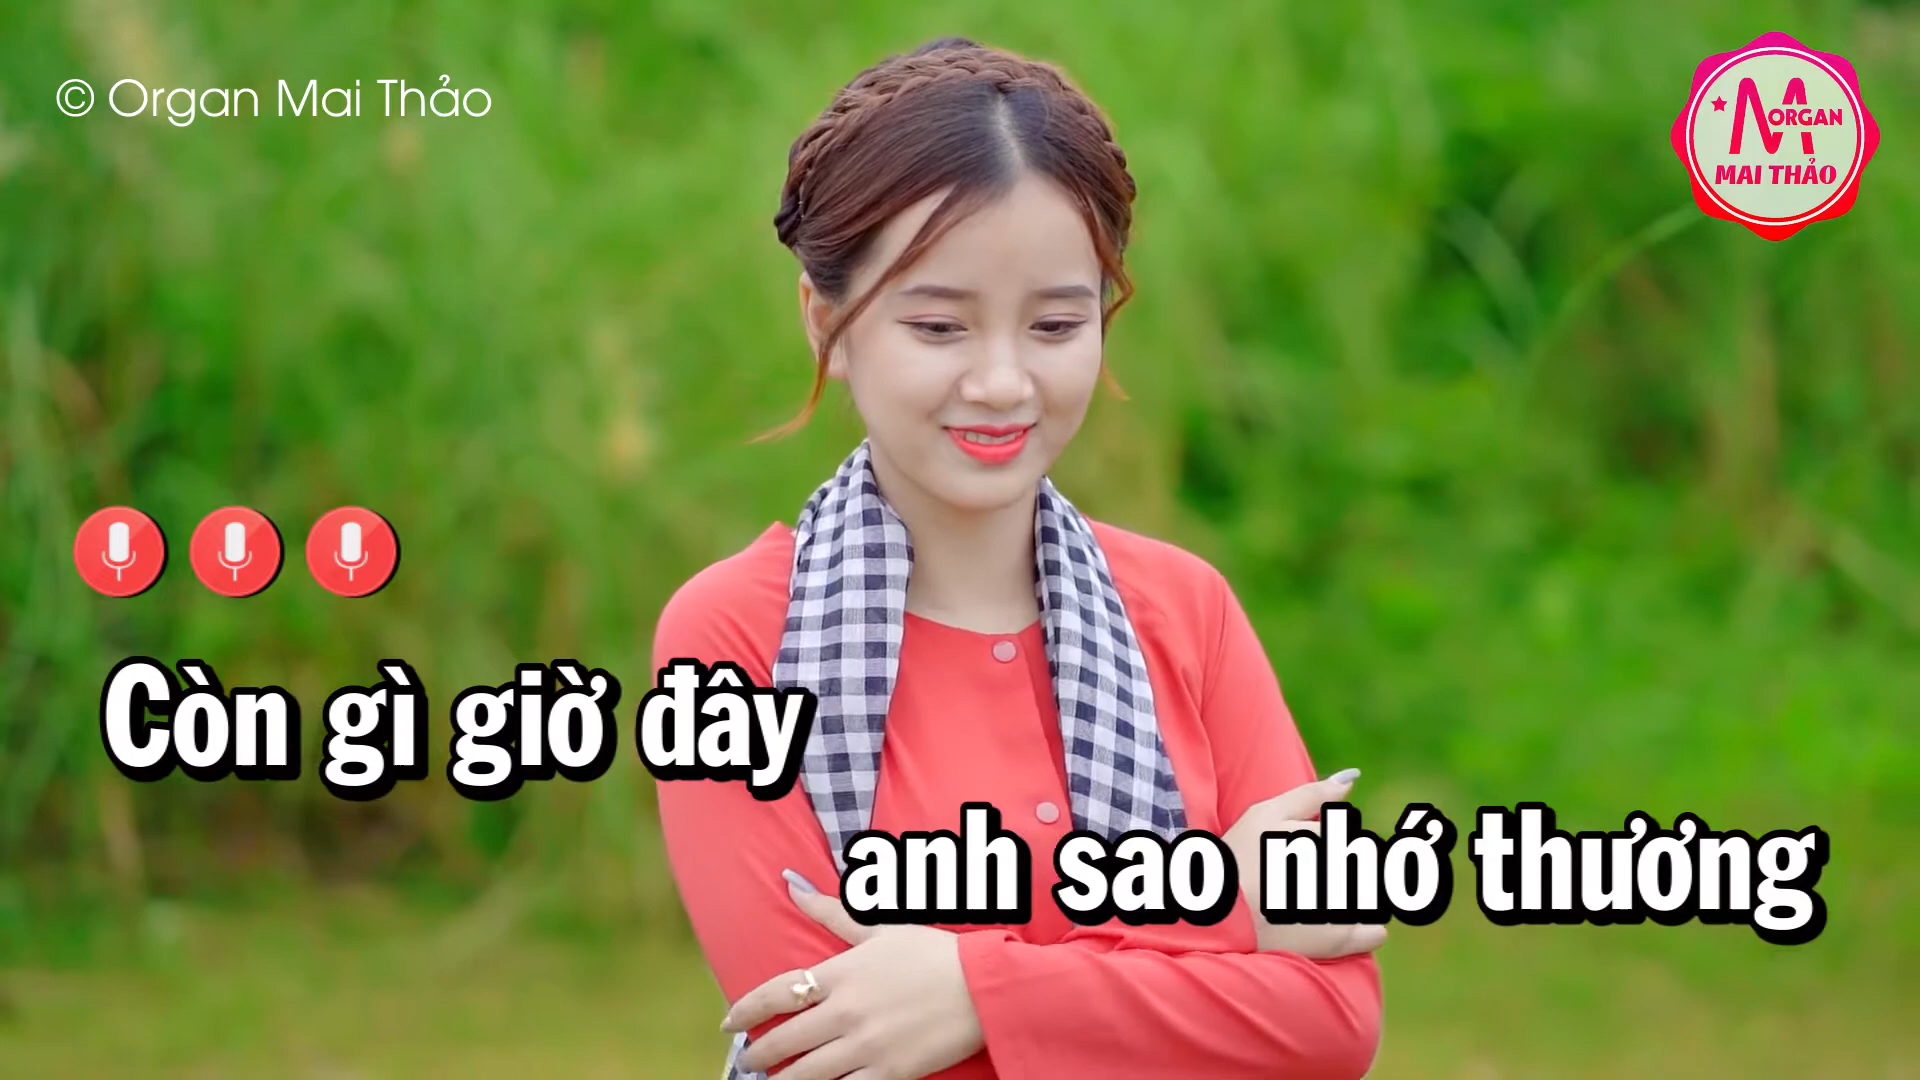 © Organ Mai Thảo
M ORGAN
MAI THẢO
Còn gì giờ đây
anh sao nhớ thương